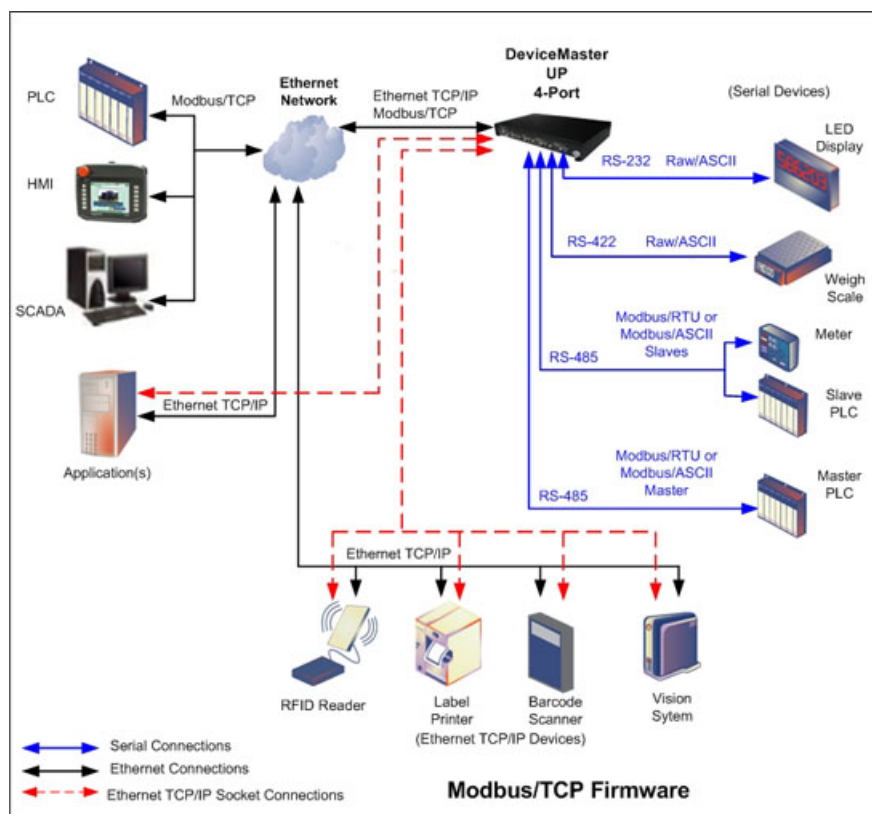 DeviceMaster
UP
4-Port
Ethernet
Network
PLC
Modbus/TCP
Ethernet TCP/IP
Modbus/TCP
(Serial Devices)
LED
Display
RS-232 Raw/ASCII
HMI
RS-422 Raw/ASCII
Weigh
Scale
SCADA
Modbus/RTU or
Modbus/ASCII
Slaves
Meter
RS-485
Slave
PLC
Ethernet TCP/IP
Application(s)
Modbus/RTU or
Modbus/ASCII
Master
Master
PLC
RS-485
Ethernet TCP/IP
RFID Reader
Label
Printer
Barcode
Scanner
Vision
Sytem
(Ethernet TCP/IP Devices)
Serial Connections
Ethernet Connections
Ethernet TCP/IP Socket Connections
Modbus/TCP Firmware